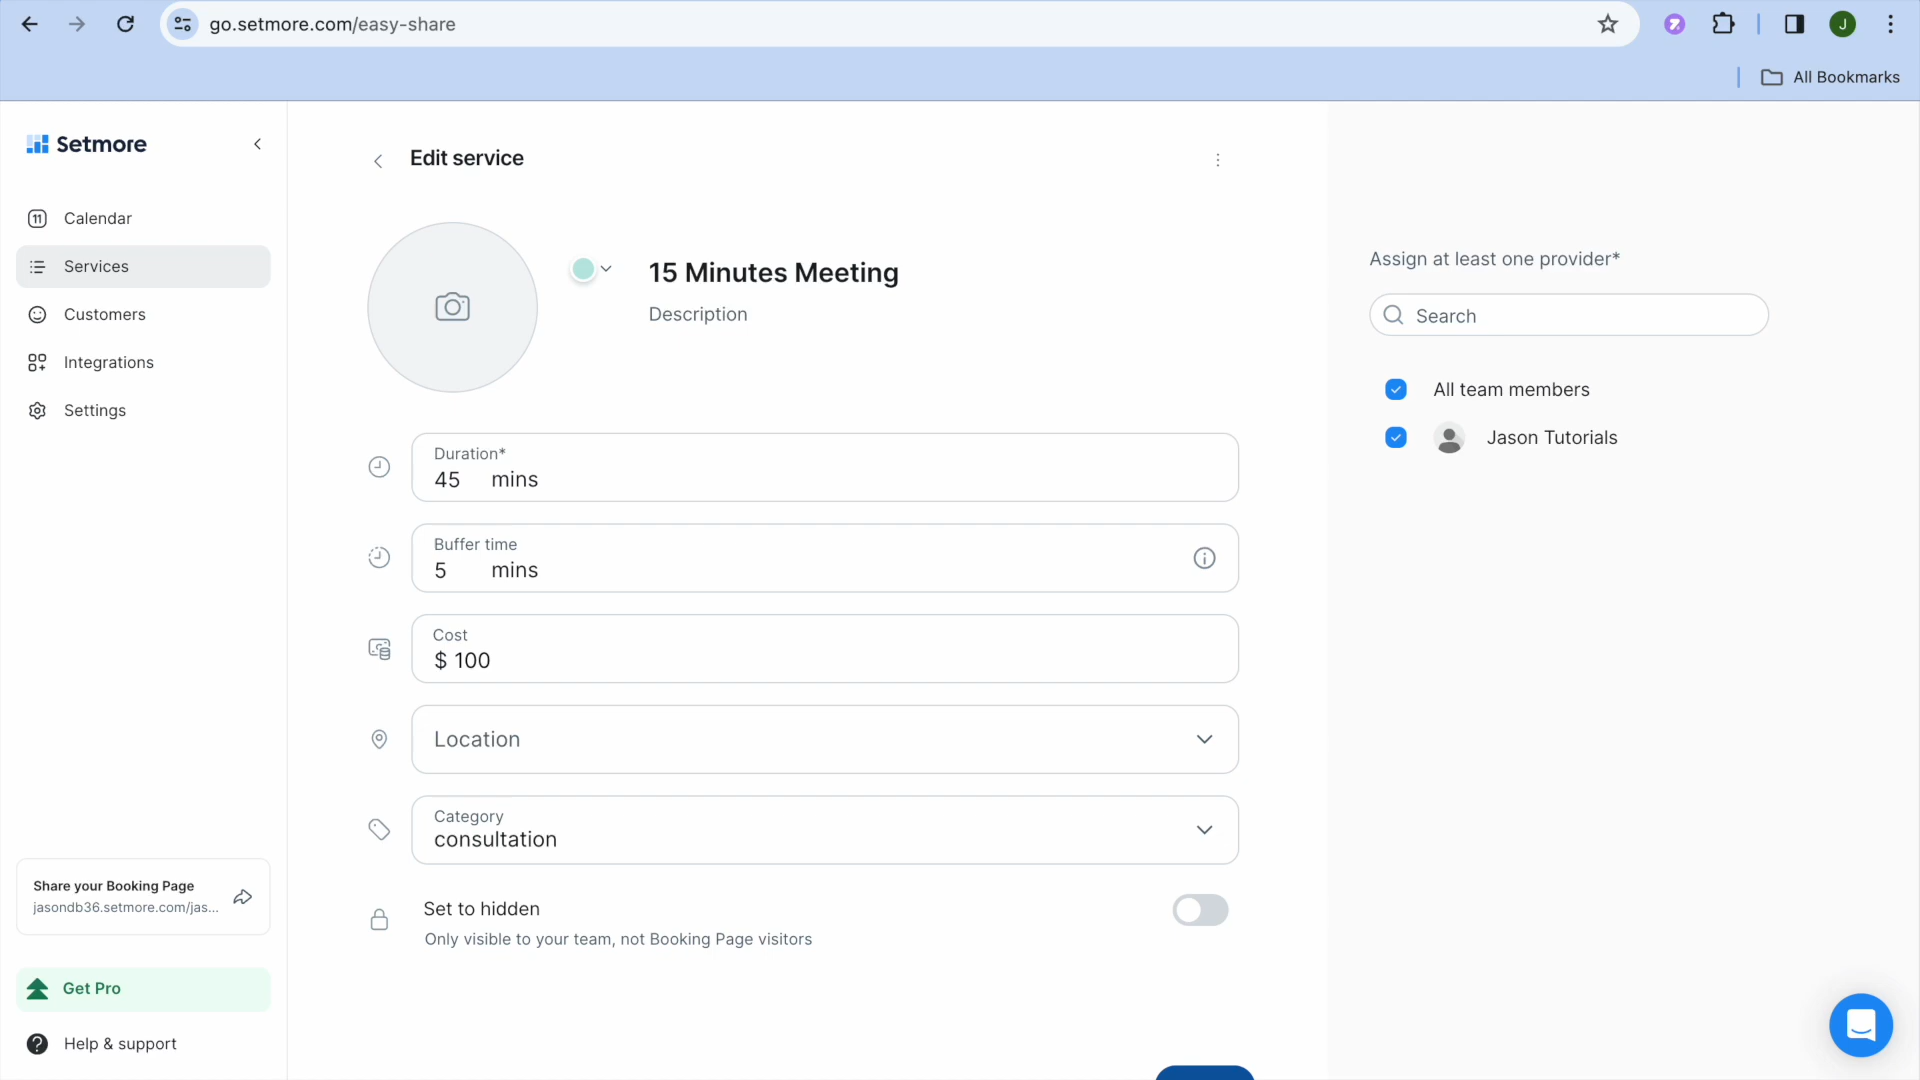 go.setmore.com/easy-share
J
All Bookmarks
Setmore
Edit service
11
Calendar
Services
Customers
Integrations
Settings
15 Minutes Meeting
Description
Assign at least one provider*
Search
All team members
Jason Tutorials
Duration*
45 mins
Buffer time
5 mins
Cost
$ 100
Location
Category
consultation
Set to hidden
Only visible to your team, not Booking Page visitors
Share your Booking Page
jasondb36.setmore.com/jas...
Get Pro
Help & support